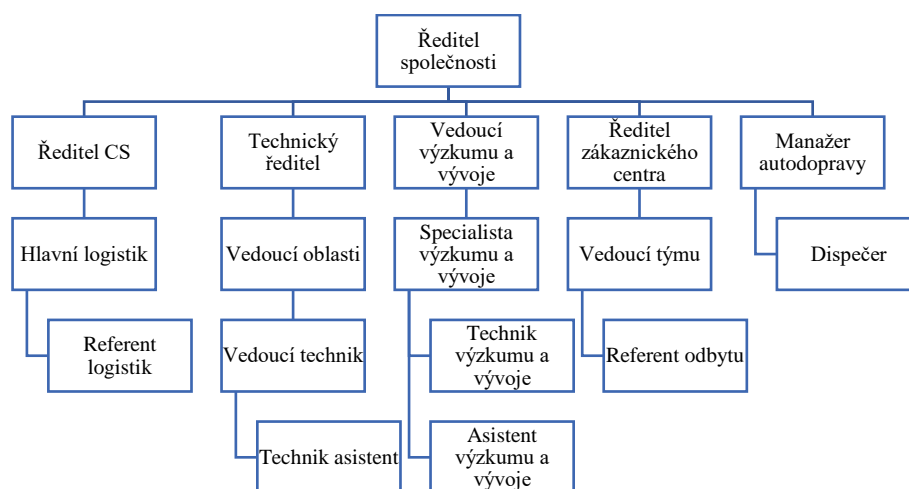 Ředitel
společnosti
Ředitel CS
Technický
ředitel
Vedoucí
výzkumu a
vývoje
Ředitel
zákaznického
centra
Manažer
autodopravy
Hlavní logistik
Vedoucí oblasti
Specialista
výzkumu a
vývoje
Vedoucí týmu
Dispečer
Referent
logistik
Vedoucí technik
Technik
výzkumu a
vývoje
Referent odbytu
Technik asistent
Asistent
výzkumu a
vývoje